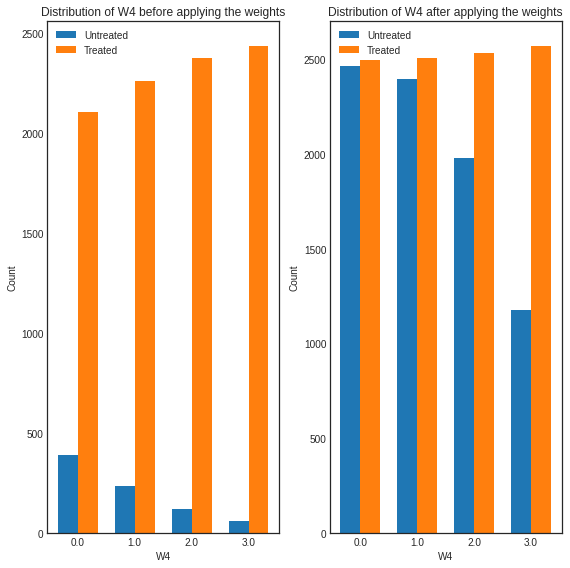 Distribution of W4 before applying the weights
Untreated
Treated
2500
2000
1500
1000
500
0
Count
0.0 1.0 2.0 3.0
W4
Distribution of W4 after applying the weights
Untreated
Treated
2500
2000
1500
1000
500
0
Count
0.0 1.0 2.0 3.0
W4